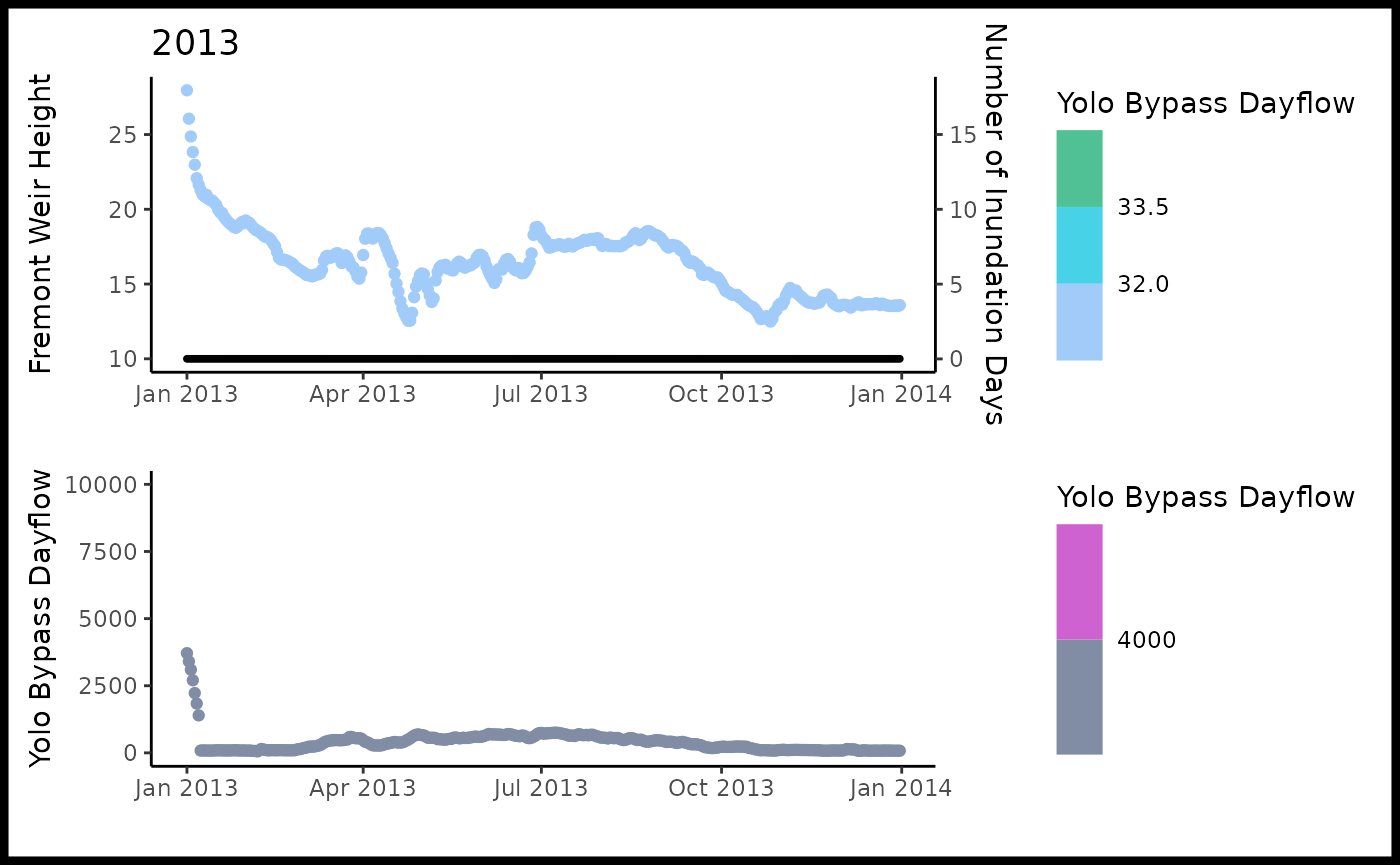 2013
Fremont Weir Height
25
20
15
10
Number of Inundation Days
15
10
5
0
Jan 2013 Apr 2013 Jul 2013 Oct 2013 Jan 2014
Yolo Bypass Dayflow
33.5
32.0
Yolo Bypass Dayflow
10000
7500
5000
2500
0
Jan 2013 Apr 2013 Jul 2013 Oct 2013 Jan 2014
Yolo Bypass Dayflow
4000